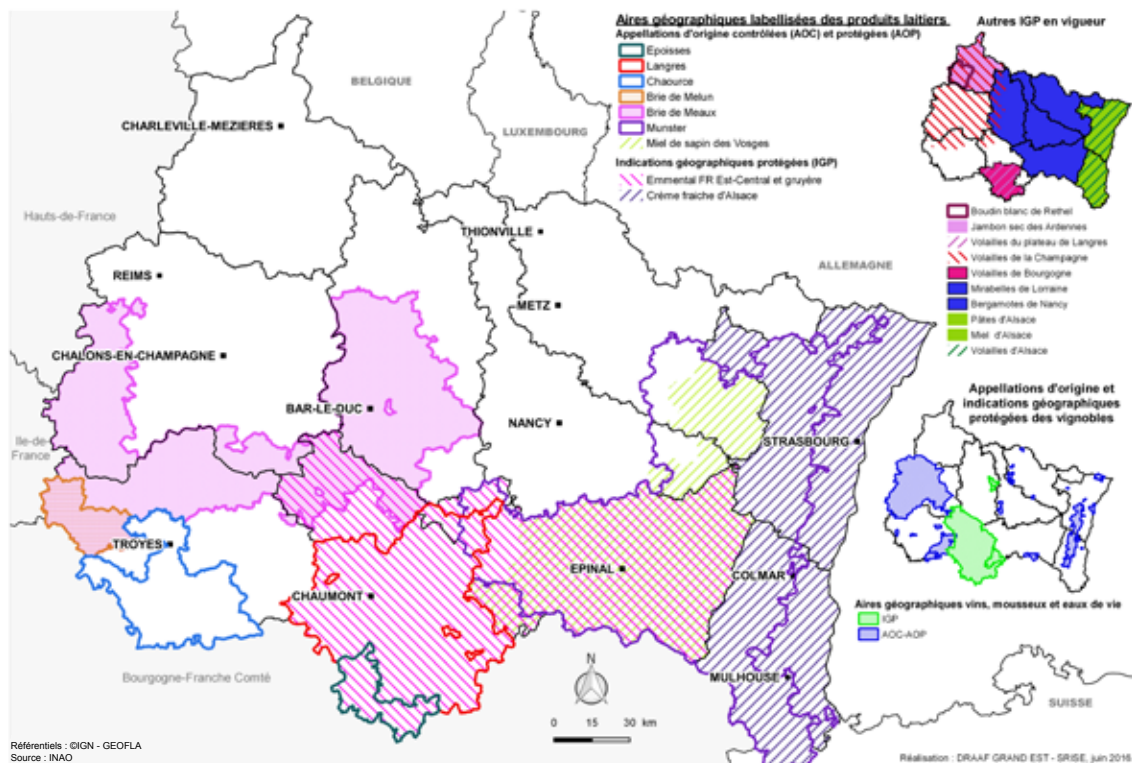 Aires géographiques labellisées des produits laitiers
Appellations d'origine contrôlées (AOC) et protégées (AOP)
Epoisses
Langres
Chaource
Brie de Melun
Brie de Meaux
Munster
Miel de sapin des Vosges
Indications géographiques protégées (IGP)
Emmental FR Est-Central et gruyère
Crème fraiche d'Alsace
Autres IGP en vigueur
Boudin blanc de Rethel
Jambon sec des Ardennes
Volailles du plateau de Langres
Volailles de la Champagne
Volailles de Bourgogne
Mirabelles de Lorraine
Bergamotes de Nancy
Pâtes d'Alsace
Miel d'Alsace
Volailles d'Alsace
Appellations d'origine et
indications géographiques
protégées des vignobles
Aires géographiques vins, mousseux et eaux de vie
IGP
AOC-AOP
BELGIQUE
CHARLEVILLE-MEZIERES
LUXEMBOURG
Hauts-de-France
THIONVILLE
ALLEMAGNE
REIMS
METZ
CHALONS-EN-CHAMPAGNE
BAR-LE-DUC
NANCY
STRASBOURG
Ile-de-
France
TROYES
EPINAL
COLMAR
CHAUMONT
Bourgogne-Franche Comté
MULHOUSE
SUISSE
N
0 15 30 km
Référentiels : ©IGN - GEOFLA
Source : INAO
Réalisation : DRAAF GRAND EST - SRISE, juin 2016